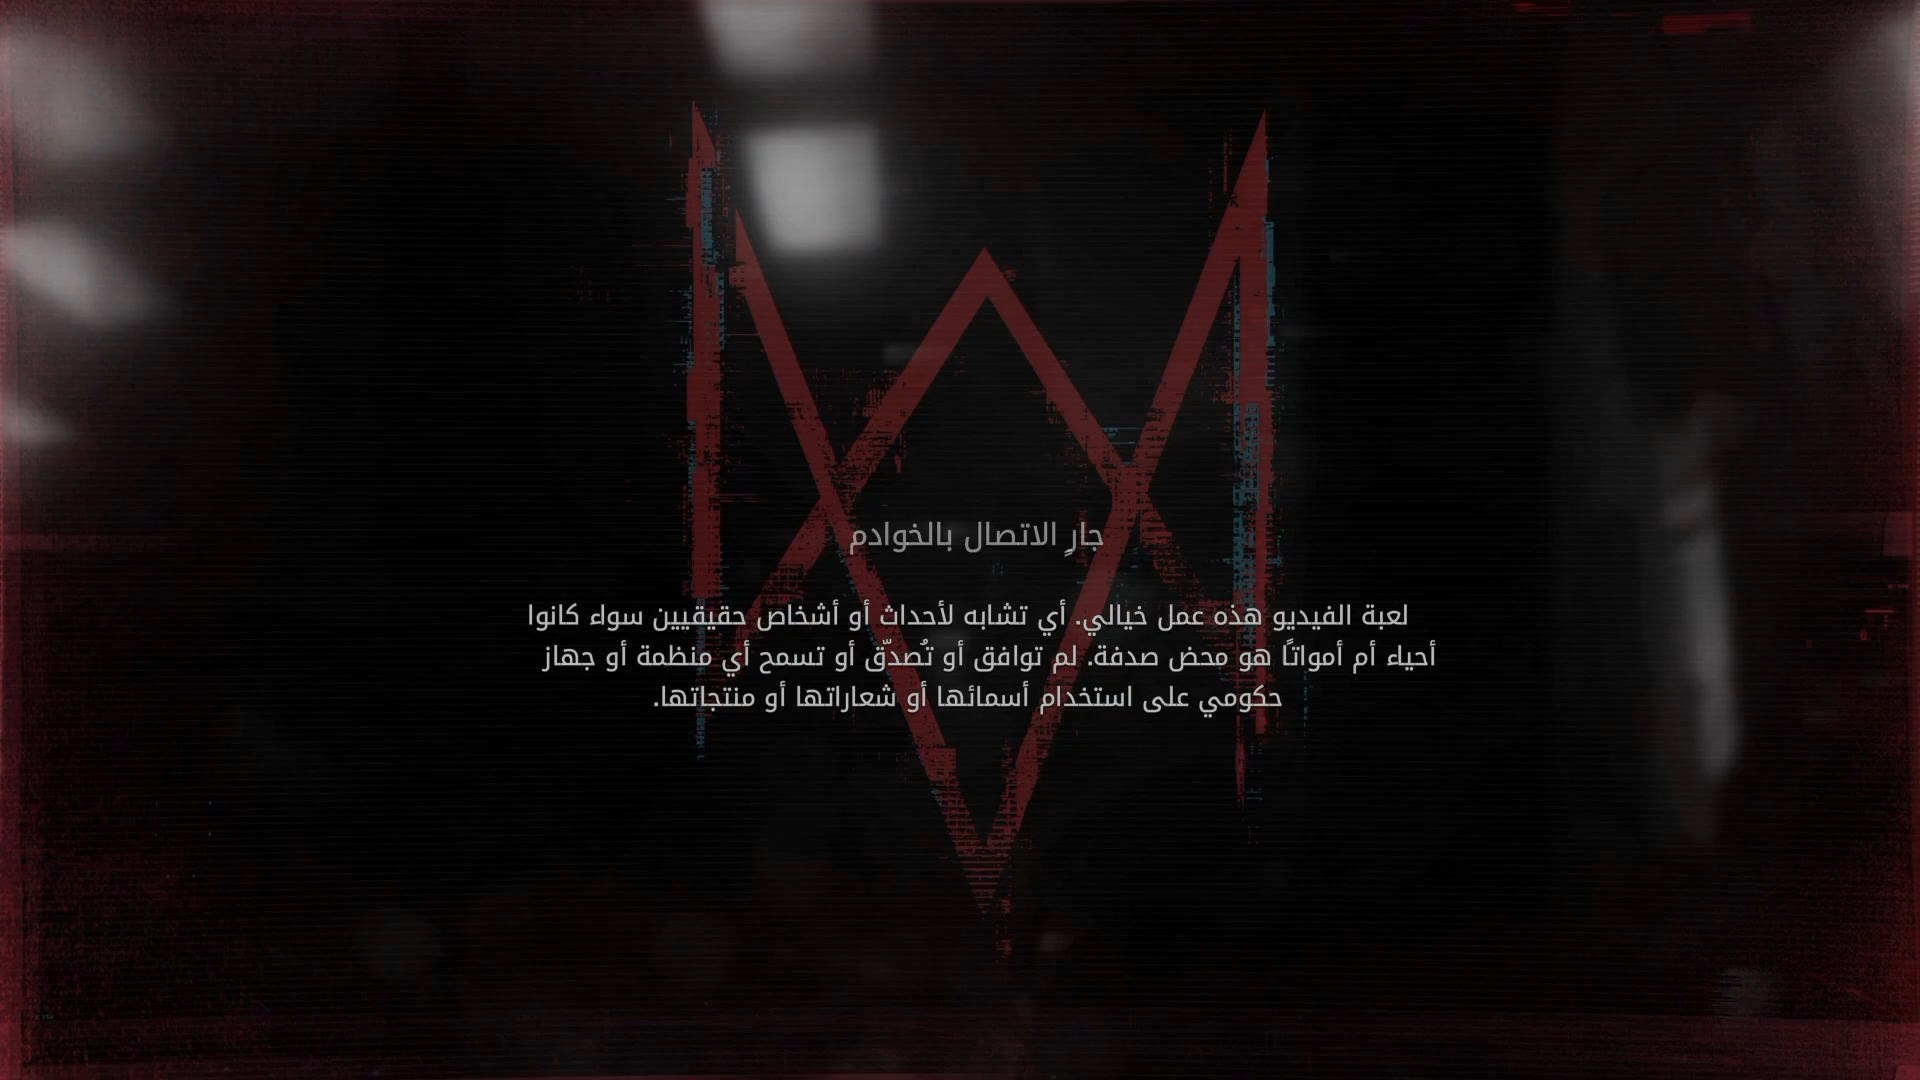 جارٍ الاتصال بالخوادم
لعبة الفيديو هذه عمل خيالي. أي تشابه لأحداث أو أشخاص حقيقيين سواء كانوا
أحياء أم أمواتًا هو محض صدفة. لم توافق أو تُصدّق أو تسمح أي منظمة أو جهاز
حكومي على استخدام أسمائها أو شعاراتها أو منتجاتها.